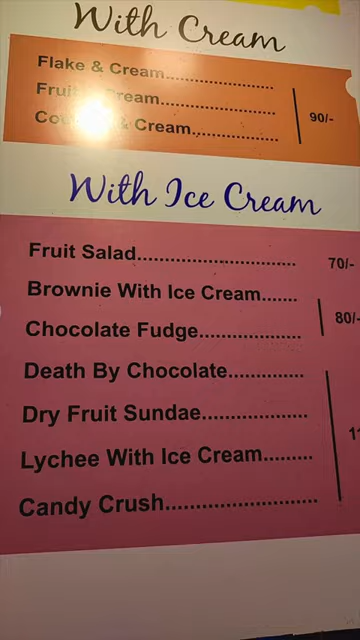 With Cream
Flake & Cream..............................
Fruit Cream................................
& Cream........................
90/-
With Ice Cream
Fruit Salad...................................
70/-
Brownie With Ice Cream.......
Chocolate Fudge......................
80/-
Death By Chocolate................
Dry Fruit Sundae......................
Lychee With Ice Cream.........
Candy Crush................................